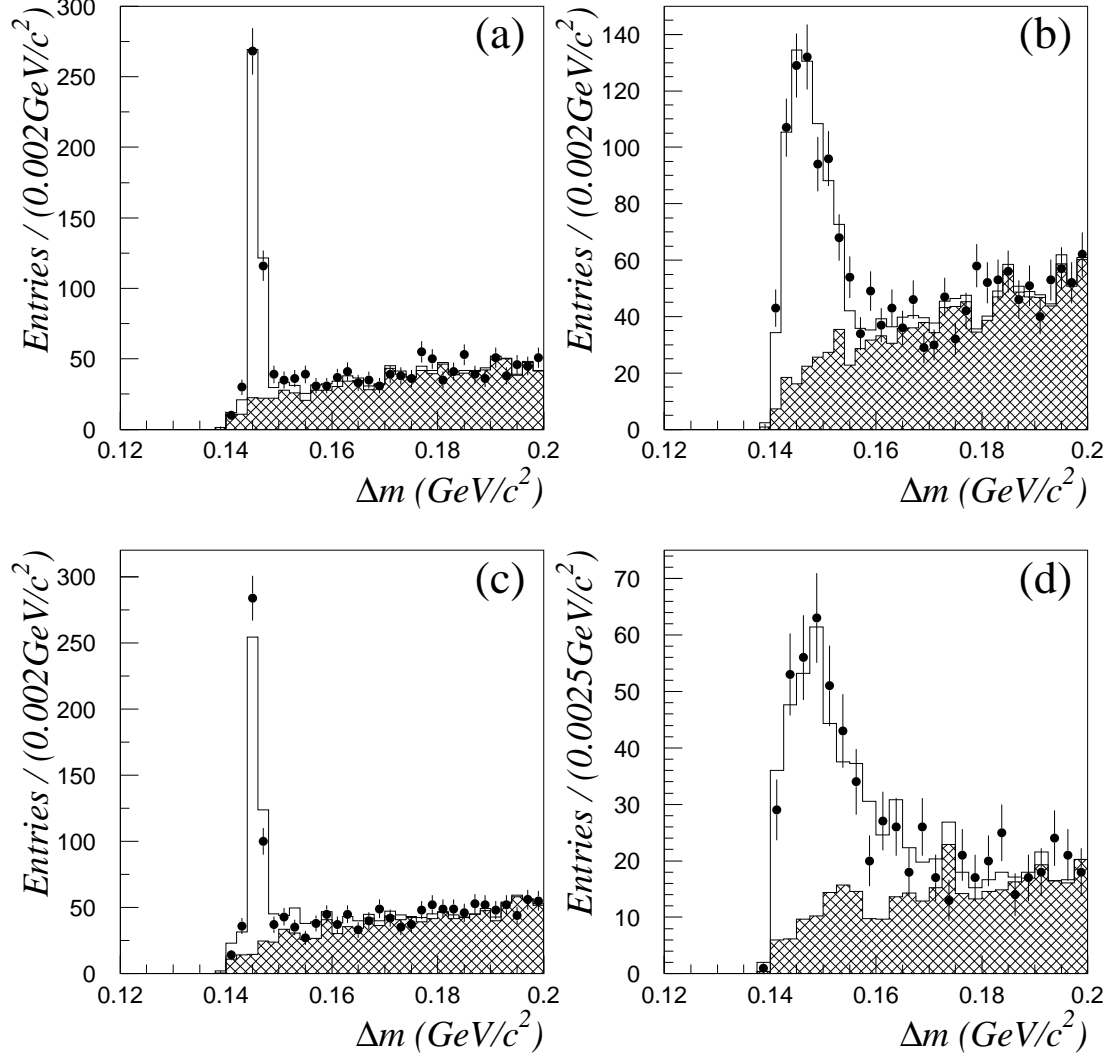 (a)
Entries / (0.002GeV/c²)
300
250
200
150
100
50
0
0.12 0.14 0.16 0.18 0.2
Δm (GeV/c²)
(b)
Entries / (0.002GeV/c²)
140
120
100
80
60
40
20
0
0.12 0.14 0.16 0.18 0.2
Δm (GeV/c²)
(c)
Entries / (0.002GeV/c²)
300
250
200
150
100
50
0
0.12 0.14 0.16 0.18 0.2
Δm (GeV/c²)
(d)
Entries / (0.0025GeV/c²)
70
60
50
40
30
20
10
0
0.12 0.14 0.16 0.18 0.2
Δm (GeV/c²)